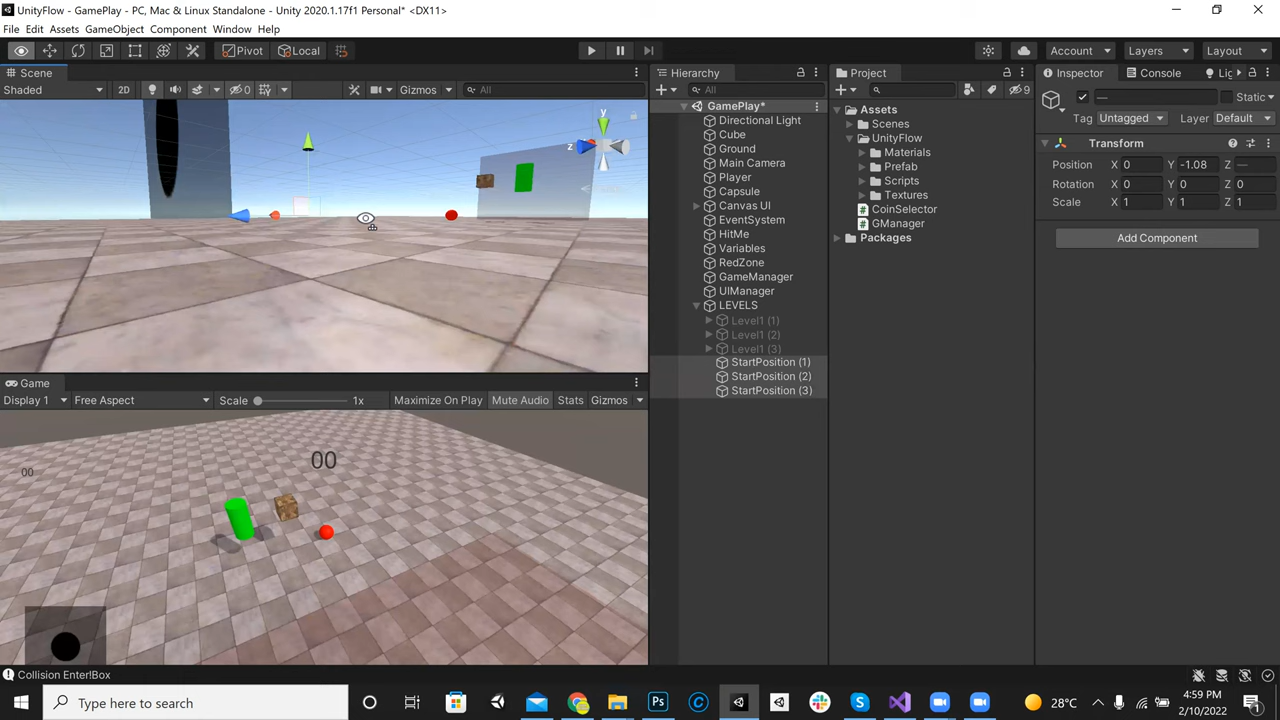 UnityFlow - GamePlay - PC, Mac & Linux Standalone - Unity 2020.1.17f1 Personal* <DX11>
File Edit Assets GameObject Component Window Help
Pivot Local Account Layers Layout
Scene
Shaded 2D 0 Gizmos All
y
z
Game
Display 1 Free Aspect Scale 1x Maximize On Play Mute Audio Stats Gizmos
00
00
Hierarchy
All
GamePlay*
Directional Light
Cube
Ground
Main Camera
Player
Capsule
Canvas UI
EventSystem
HitMe
Variables
RedZone
GameManager
UIManager
LEVELS
Level1 (1)
Level1 (2)
Level1 (3)
StartPosition (1)
StartPosition (2)
StartPosition (3)
Project
9
Assets
Scenes
UnityFlow
Materials
Prefab
Scripts
Textures
CoinSelector
GManager
Packages
Inspector Console Lig
— Static
Tag Untagged Layer Default
Transform
Position X 0 Y -1.08 Z —
Rotation X 0 Y 0 Z 0
Scale X 1 Y 1 Z 1
Add Component
Collision Enter!Box
Type here to search
28°C
4:59 PM
2/10/2022